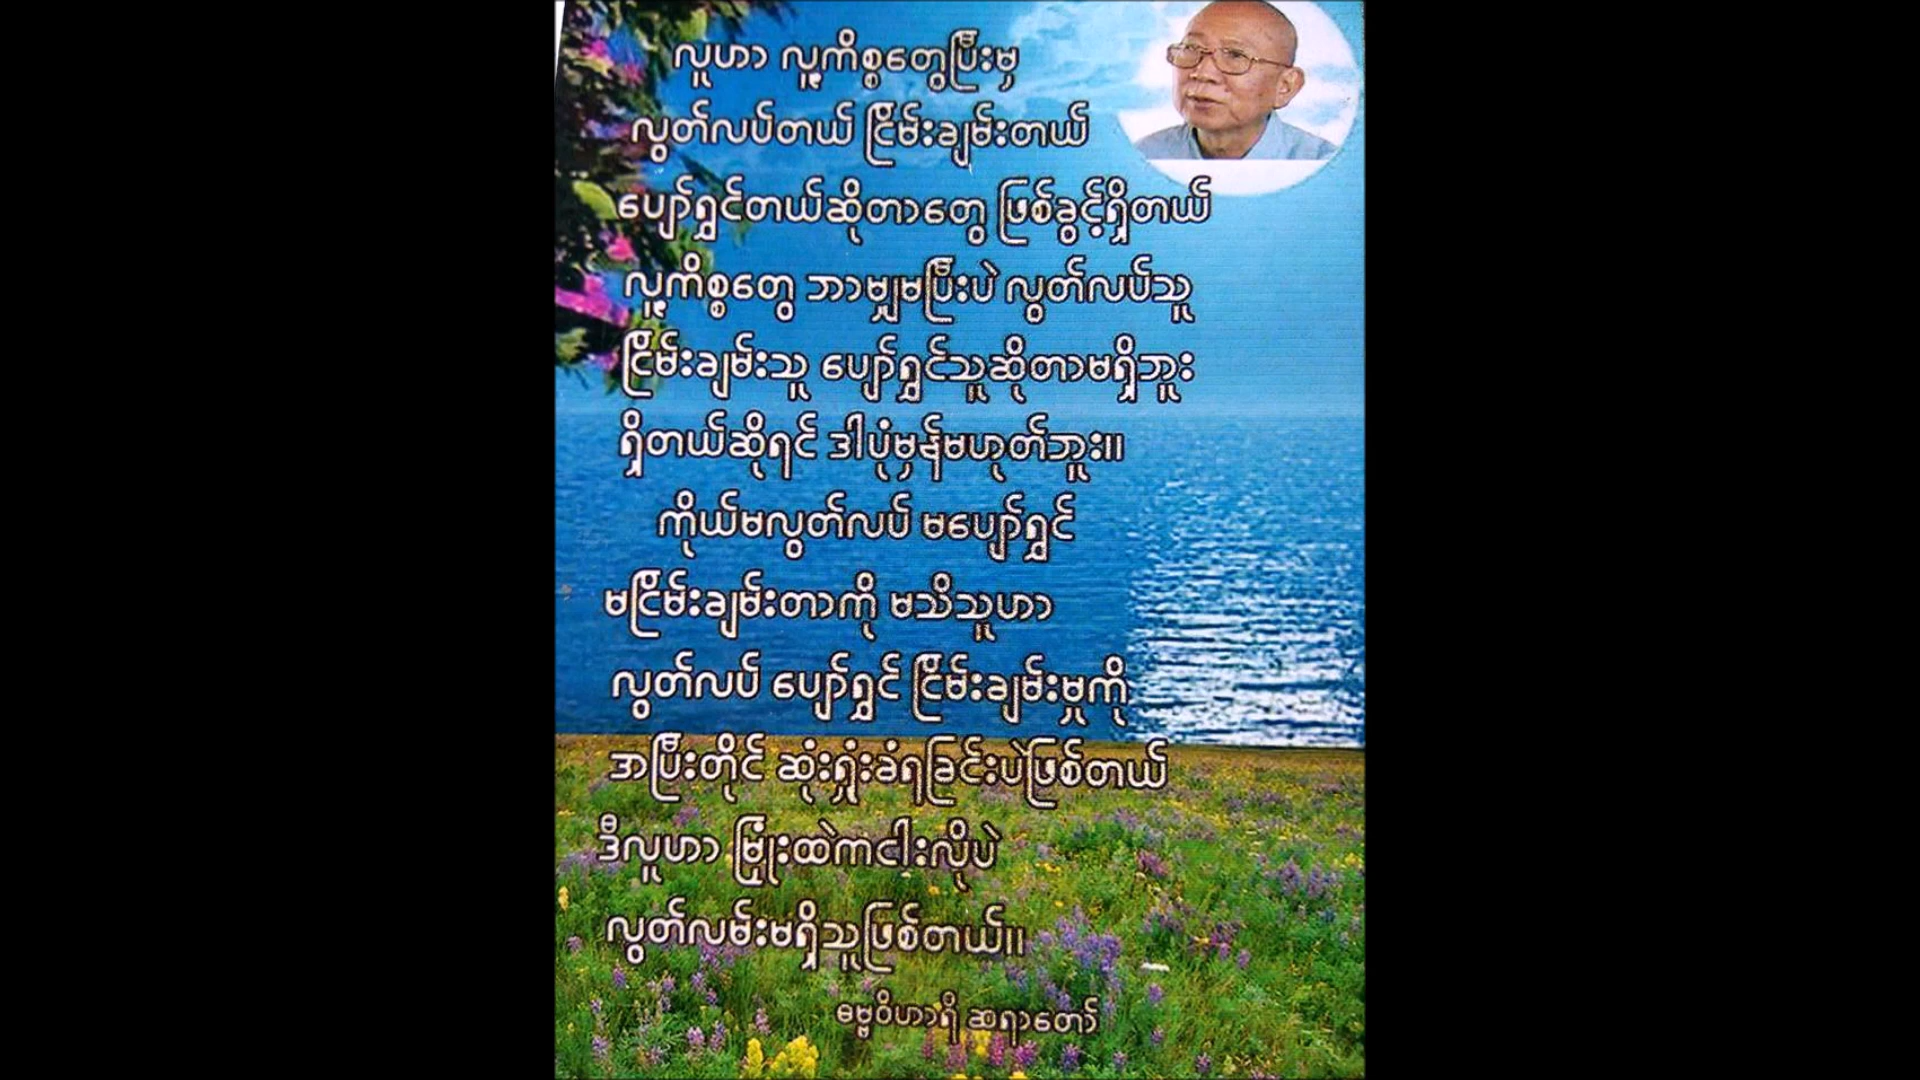 လူဟာ လူ့ကိစ္စတွေပြီးမှ
လွတ်လပ်တယ် ငြိမ်းချမ်းတယ်
ပျော်ရွှင်တယ်ဆိုတာတွေ ဖြစ်ခွင့်ရှိတယ်
လူ့ကိစ္စတွေ ဘာမျှမပြီးပဲ လွတ်လပ်သူ
ငြိမ်းချမ်းသူ ပျော်ရွှင်သူဆိုတာမရှိဘူး
ရှိတယ်ဆိုရင် ဒါပုံမှန်မဟုတ်ဘူး။
ကိုယ်မလွတ်လပ် မပျော်ရွှင်
မငြိမ်းချမ်းတာကို မသိသူဟာ
လွတ်လပ် ပျော်ရွှင် ငြိမ်းချမ်းမှုကို
အပြီးတိုင် ဆုံးရှုံးခံရခြင်းပဲဖြစ်တယ်
ဒီလူဟာ မြှုံးထဲကငါးလိုပဲ
လွတ်လမ်းမရှိသူဖြစ်တယ်။
ဓမ္မဝိဟာရီ ဆရာတော်